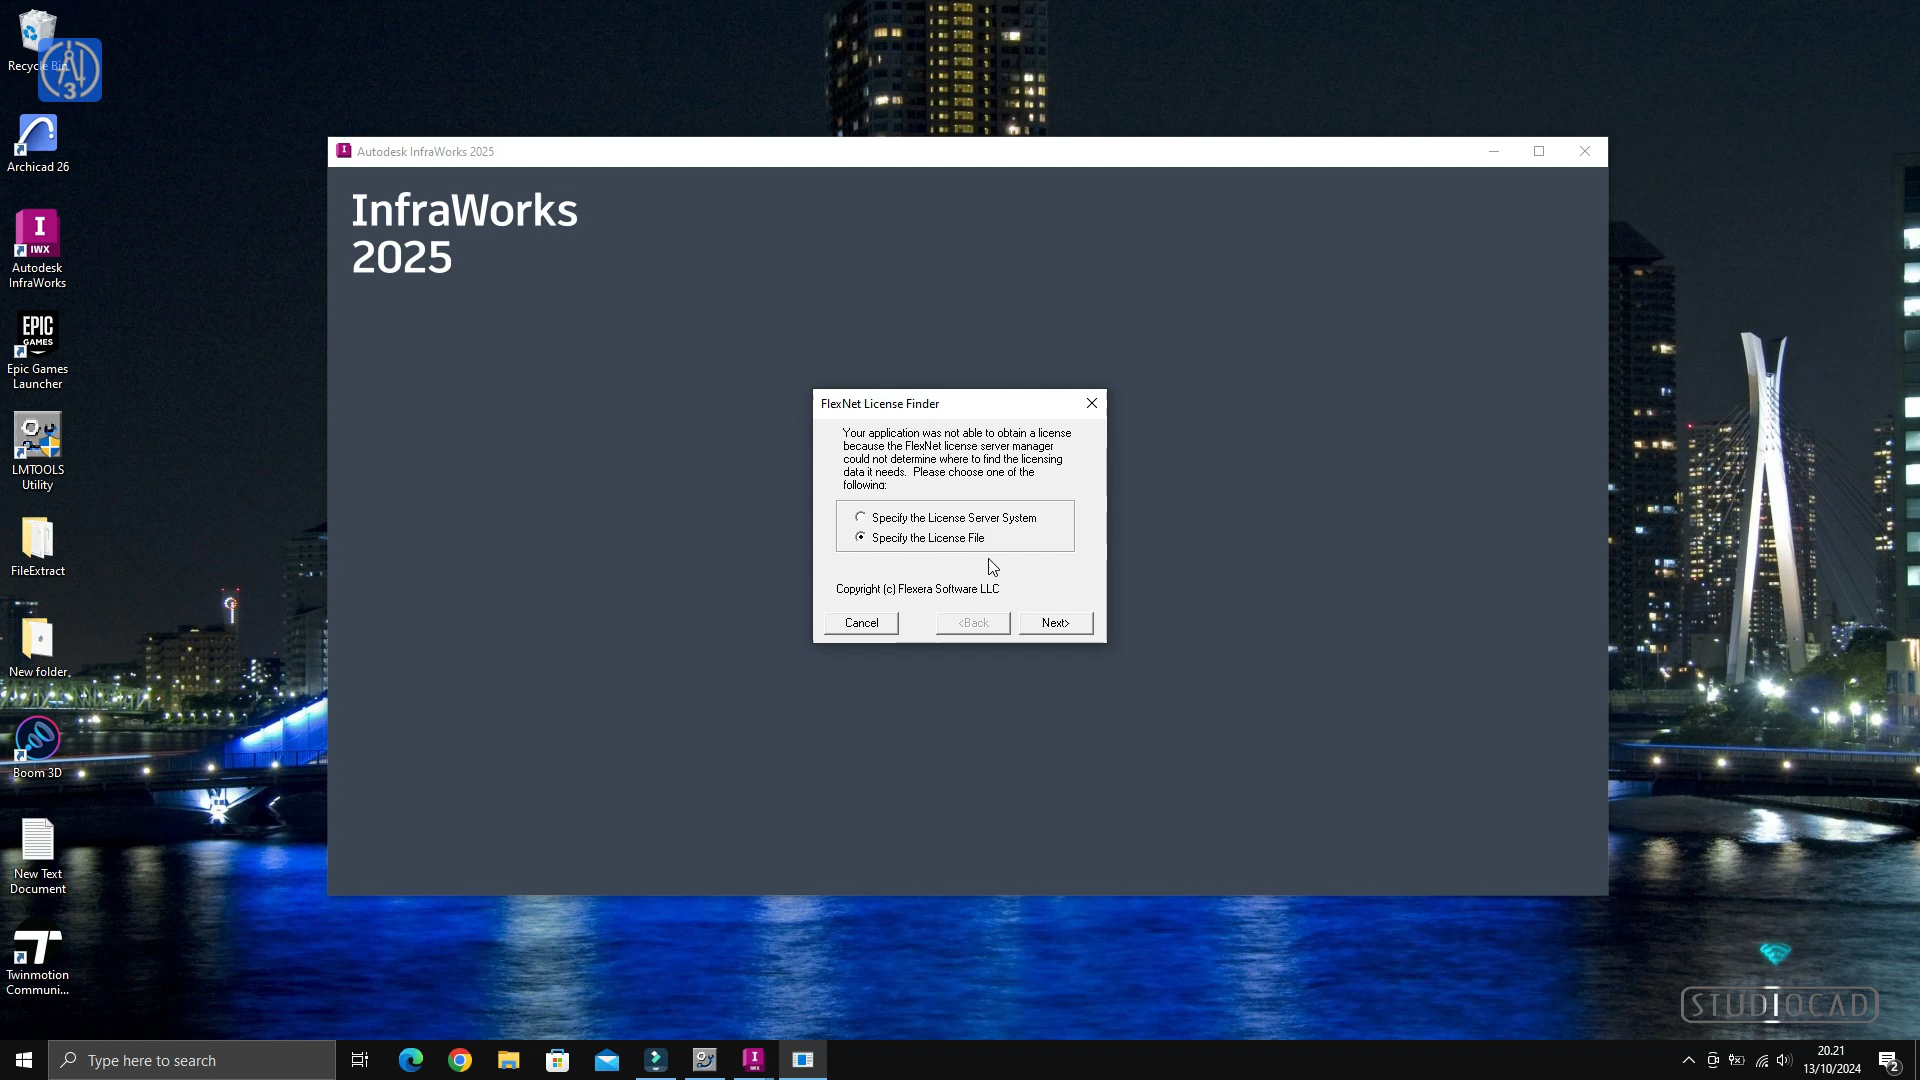 Recycle Bin
3
Archicad 26
I
IWX
Autodesk
InfraWorks
EPIC
GAMES
Epic Games
Launcher
LMTOOLS
Utility
FileExtract
New folder
Boom 3D
New Text
Document
Twinmotion
Communi...
I
Autodesk InfraWorks 2025
InfraWorks
2025
FlexNet License Finder
Your application was not able to obtain a license
because the FlexNet license server manager
could not determine where to find the licensing
data it needs. Please choose one of the
following:
Specify the License Server System
Specify the License File
Copyright (c) Flexera Software LLC
Cancel
<Back
Next>
STUDIOCAD
Type here to search
I
20.21
13/10/2024
2